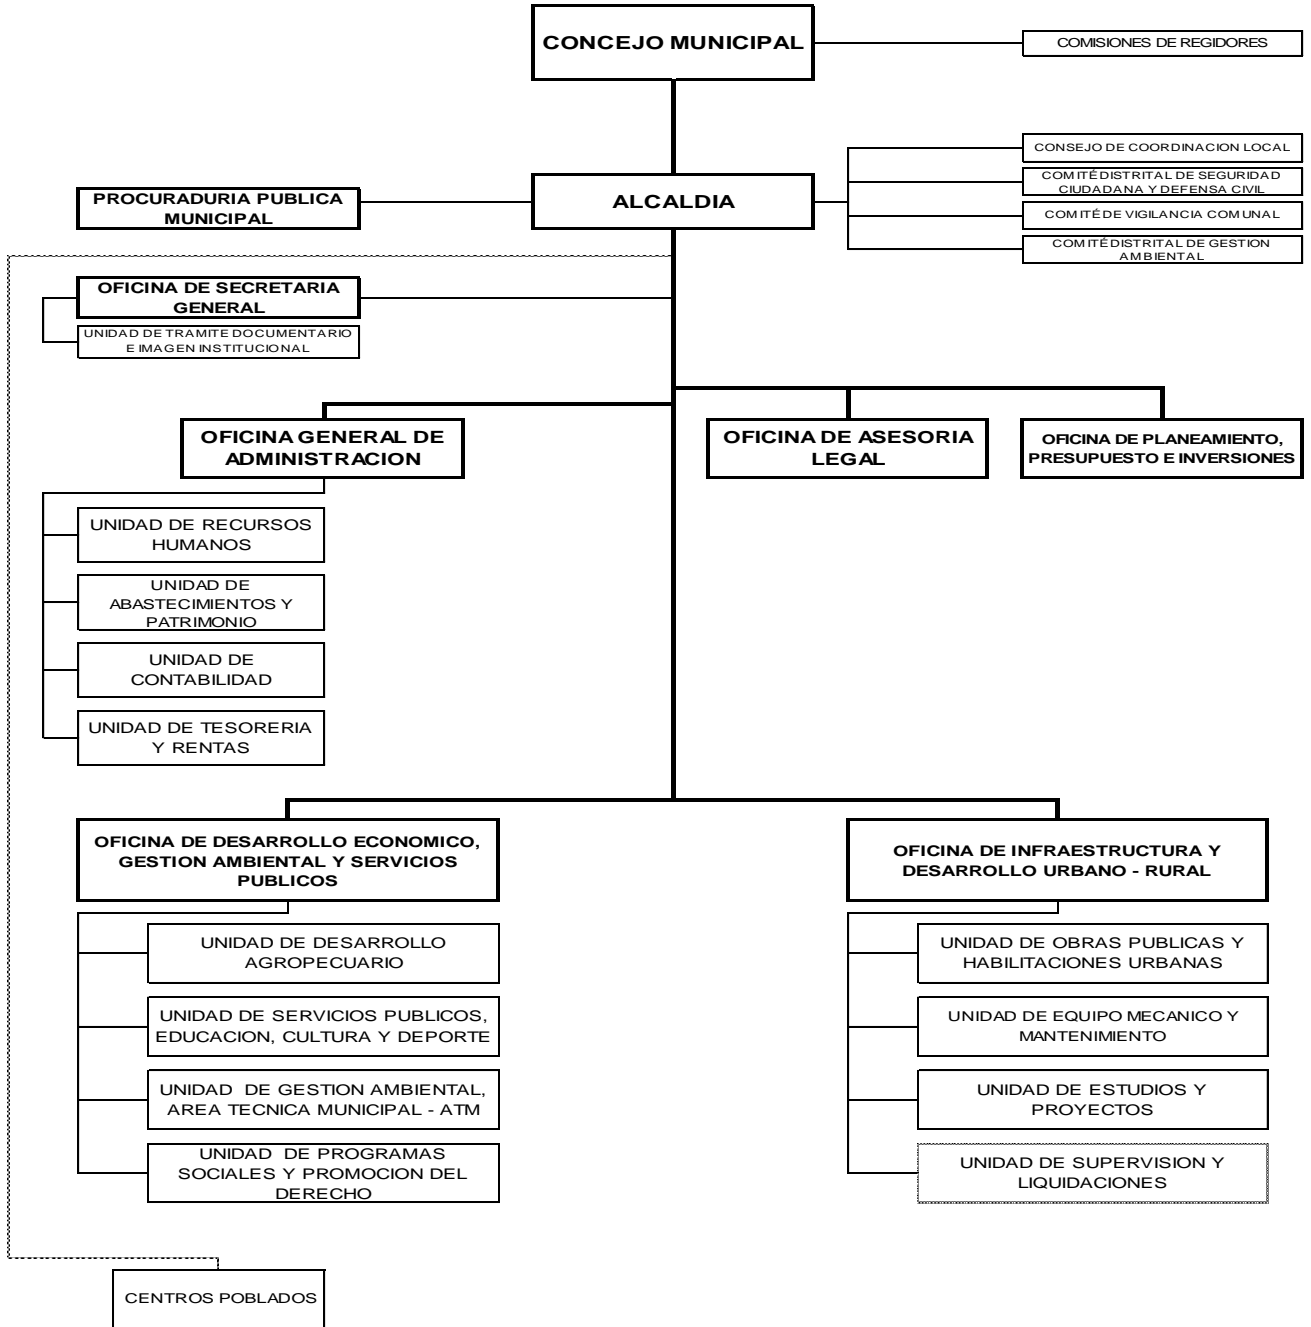 CONCEJO MUNICIPAL
COMISIONES DE REGIDORES
CONSEJO DE COORDINACION LOCAL
COMITÉ DISTRITAL DE SEGURIDAD
CIUDADANA Y DEFENSA CIVIL
COMITÉ DE VIGILANCIA COMUNAL
COMITÉ DISTRITAL DE GESTION
AMBIENTAL
PROCURADURIA PUBLICA
MUNICIPAL
ALCALDIA
OFICINA DE SECRETARIA
GENERAL
UNIDAD DE TRAMITE DOCUMENTARIO
E IMAGEN INSTITUCIONAL
OFICINA GENERAL DE
ADMINISTRACION
OFICINA DE ASESORIA
LEGAL
OFICINA DE PLANEAMIENTO,
PRESUPUESTO E INVERSIONES
UNIDAD DE RECURSOS
HUMANOS
UNIDAD DE
ABASTECIMIENTOS Y
PATRIMONIO
UNIDAD DE
CONTABILIDAD
UNIDAD DE TESORERIA
Y RENTAS
OFICINA DE DESARROLLO ECONOMICO,
GESTION AMBIENTAL Y SERVICIOS
PUBLICOS
UNIDAD DE DESARROLLO
AGROPECUARIO
UNIDAD DE SERVICIOS PUBLICOS,
EDUCACION, CULTURA Y DEPORTE
UNIDAD DE GESTION AMBIENTAL,
AREA TECNICA MUNICIPAL - ATM
UNIDAD DE PROGRAMAS
SOCIALES Y PROMOCION DEL
DERECHO
OFICINA DE INFRAESTRUCTURA Y
DESARROLLO URBANO - RURAL
UNIDAD DE OBRAS PUBLICAS Y
HABILITACIONES URBANAS
UNIDAD DE EQUIPO MECANICO Y
MANTENIMIENTO
UNIDAD DE ESTUDIOS Y
PROYECTOS
UNIDAD DE SUPERVISION Y
LIQUIDACIONES
CENTROS POBLADOS